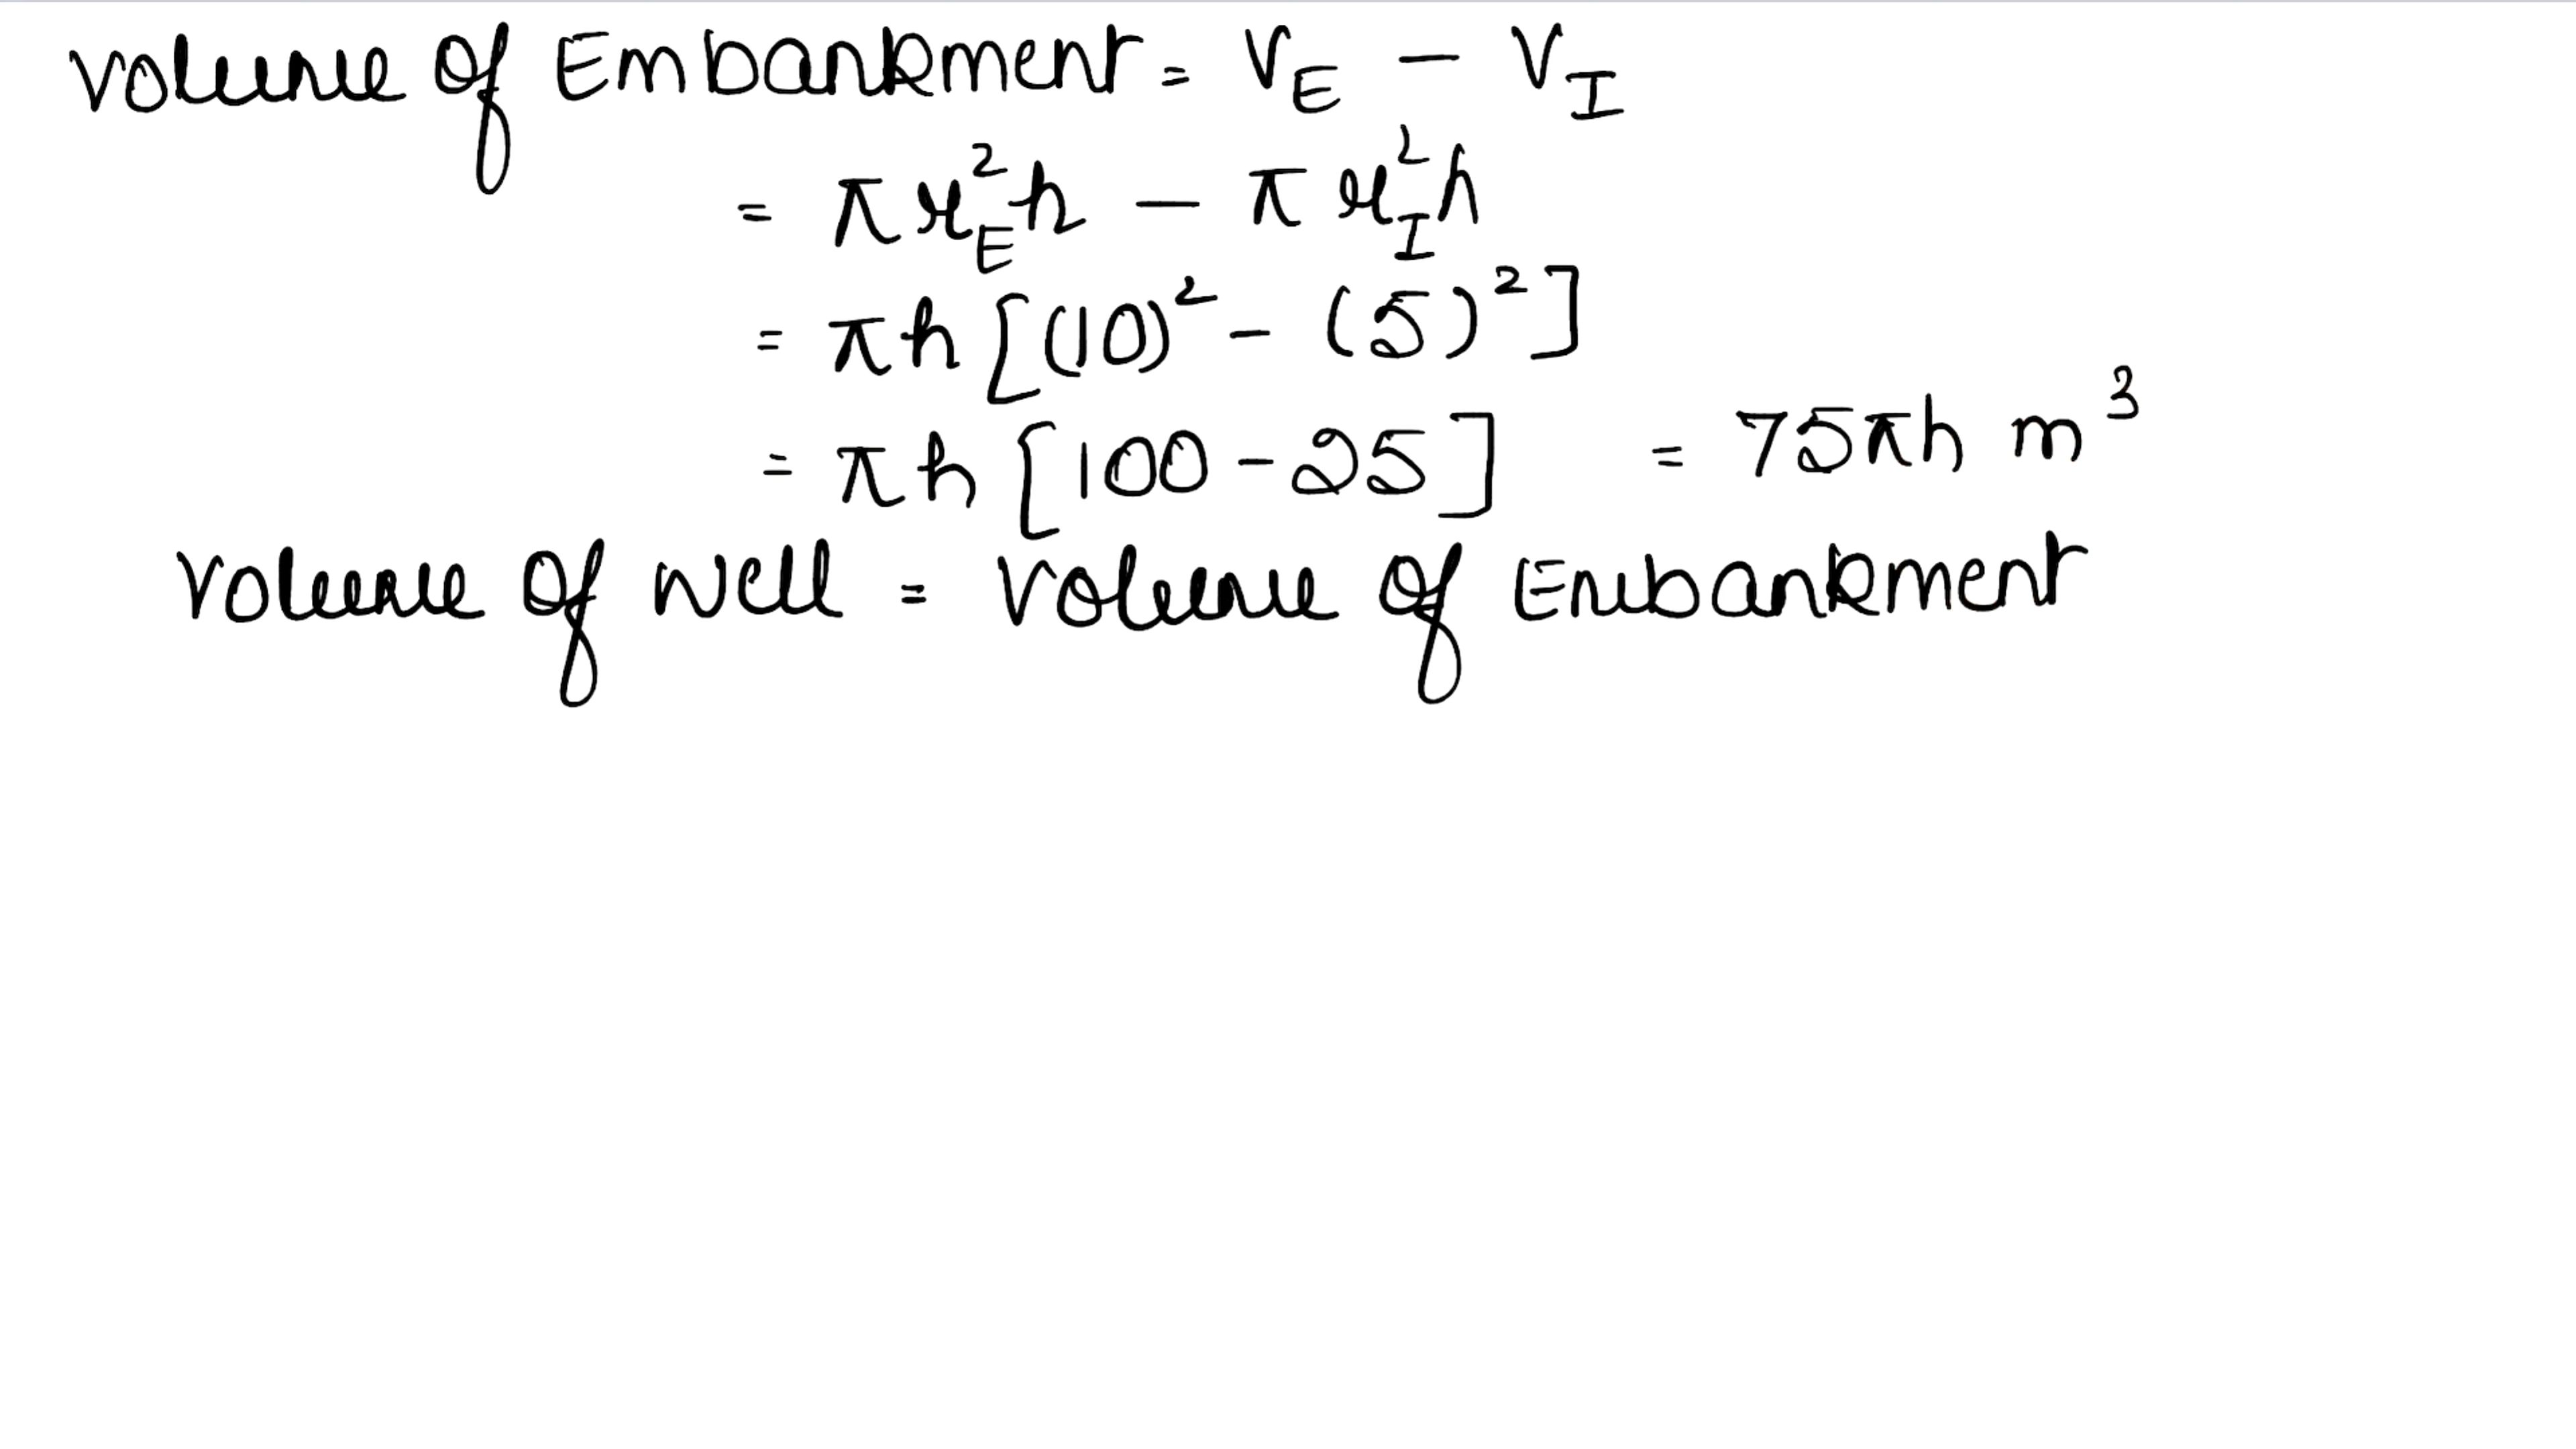 Volume of Embankment = V_E - V_I
= πr_E²h - πr_I²h
= πh[(10)² - (5)²]
= πh[100 - 25] = 75πh m³
Volume of Well = Volume of Embankment